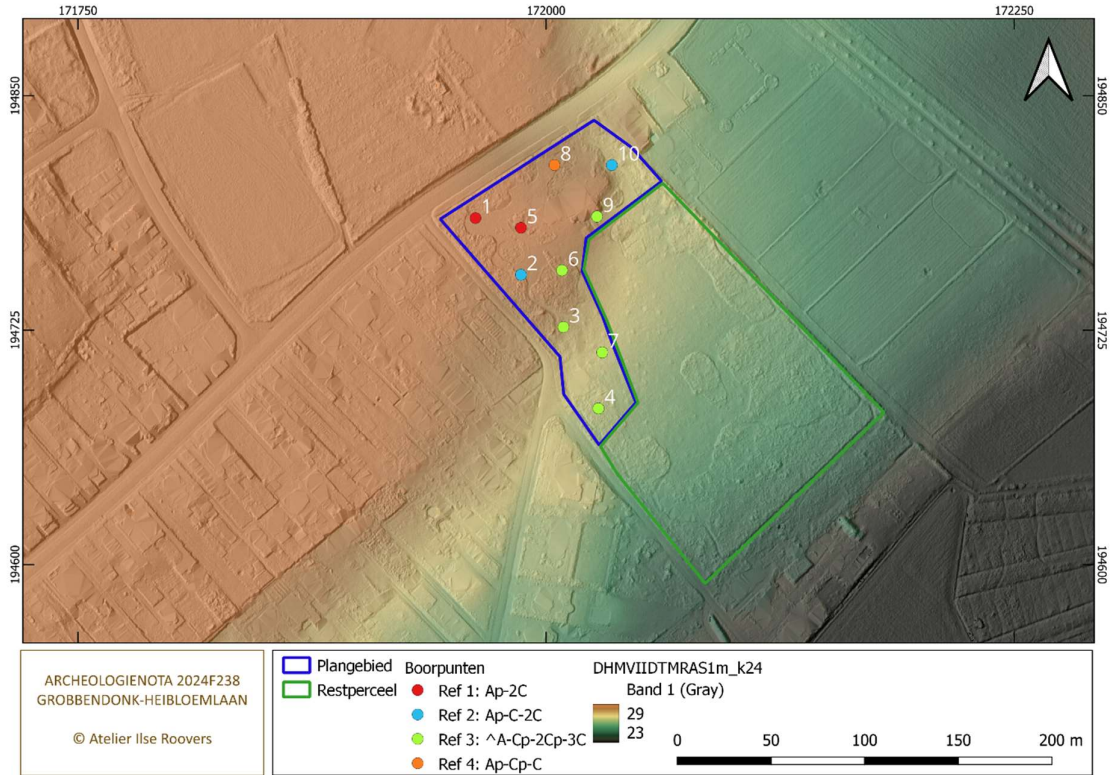 171750 172000 172250
194850 194850
8 10
1 5 9
2 6
3
194725 194725
7
4
194600 194600
ARCHEOLOGIENOTA 2024F238
GROBBENDONK-HEIBLOEMLAAN
© Atelier Ilse Roovers
Plangebied
Restperceel
Boorpunten
Ref 1: Ap-2C
Ref 2: Ap-C-2C
Ref 3: ^A-Cp-2Cp-3C
Ref 4: Ap-Cp-C
DHMVIIDTMRAS1m_k24
Band 1 (Gray)
29
23
0 50 100 150 200 m